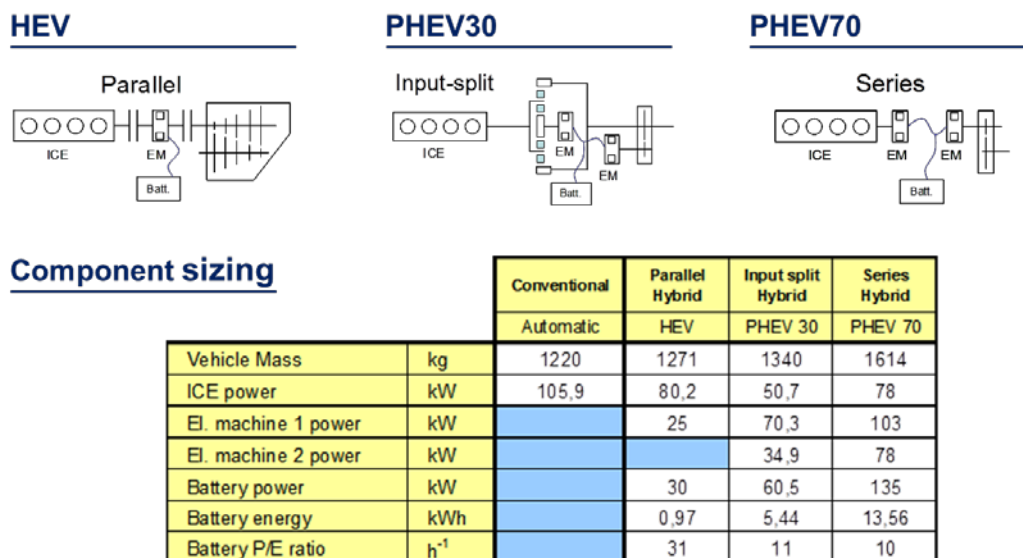 HEV PHEV30 PHEV70
Parallel Input-split Series
ICE EM Batt.
ICE EM EM Batt.
ICE EM EM Batt.
Component sizing
Conventional Parallel Hybrid Input split Hybrid Series Hybrid
Automatic HEV PHEV 30 PHEV 70
Vehicle Mass kg 1220 1271 1340 1614
ICE power kW 105,9 80,2 50,7 78
El. machine 1 power kW 25 70,3 103
El. machine 2 power kW 34,9 78
Battery power kW 30 60,5 135
Battery energy kWh 0,97 5,44 13,56
Battery P/E ratio h⁻¹ 31 11 10